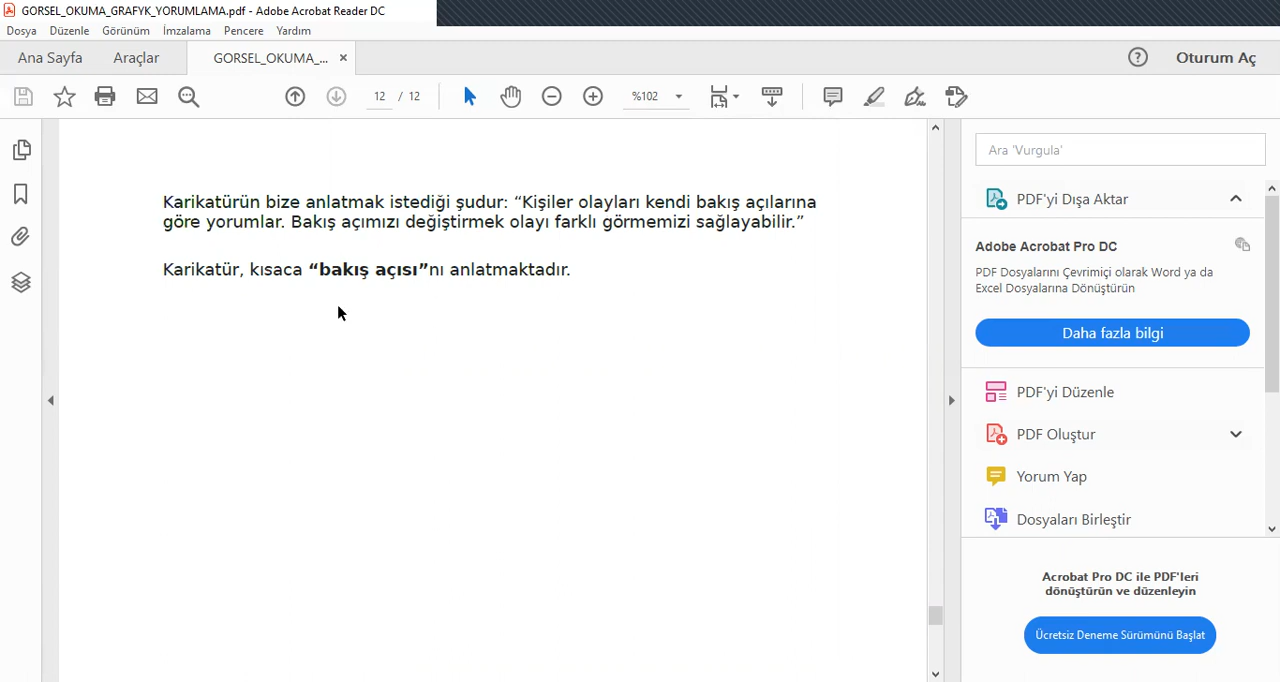 GORSEL_OKUMA_GRAFYK_YORUMLAMA.pdf - Adobe Acrobat Reader DC
Dosya Düzenle Görünüm İmzalama Pencere Yardım
Ana Sayfa Araçlar GORSEL_OKUMA_... × Oturum Aç
12 / 12 %102
Ara 'Vurgula'
Karikatürün bize anlatmak istediği şudur: “Kişiler olayları kendi bakış açılarına
göre yorumlar. Bakış açımızı değiştirmek olayı farklı görmemizi sağlayabilir.”
Karikatür, kısaca “bakış açısı”nı anlatmaktadır.
PDF'yi Dışa Aktar
Adobe Acrobat Pro DC
PDF Dosyalarını Çevrimiçi olarak Word ya da
Excel Dosyalarına Dönüştürün
Daha fazla bilgi
PDF'yi Düzenle
PDF Oluştur
Yorum Yap
Dosyaları Birleştir
Acrobat Pro DC ile PDF'leri
dönüştürün ve düzenleyin
Ücretsiz Deneme Sürümünü Başlat